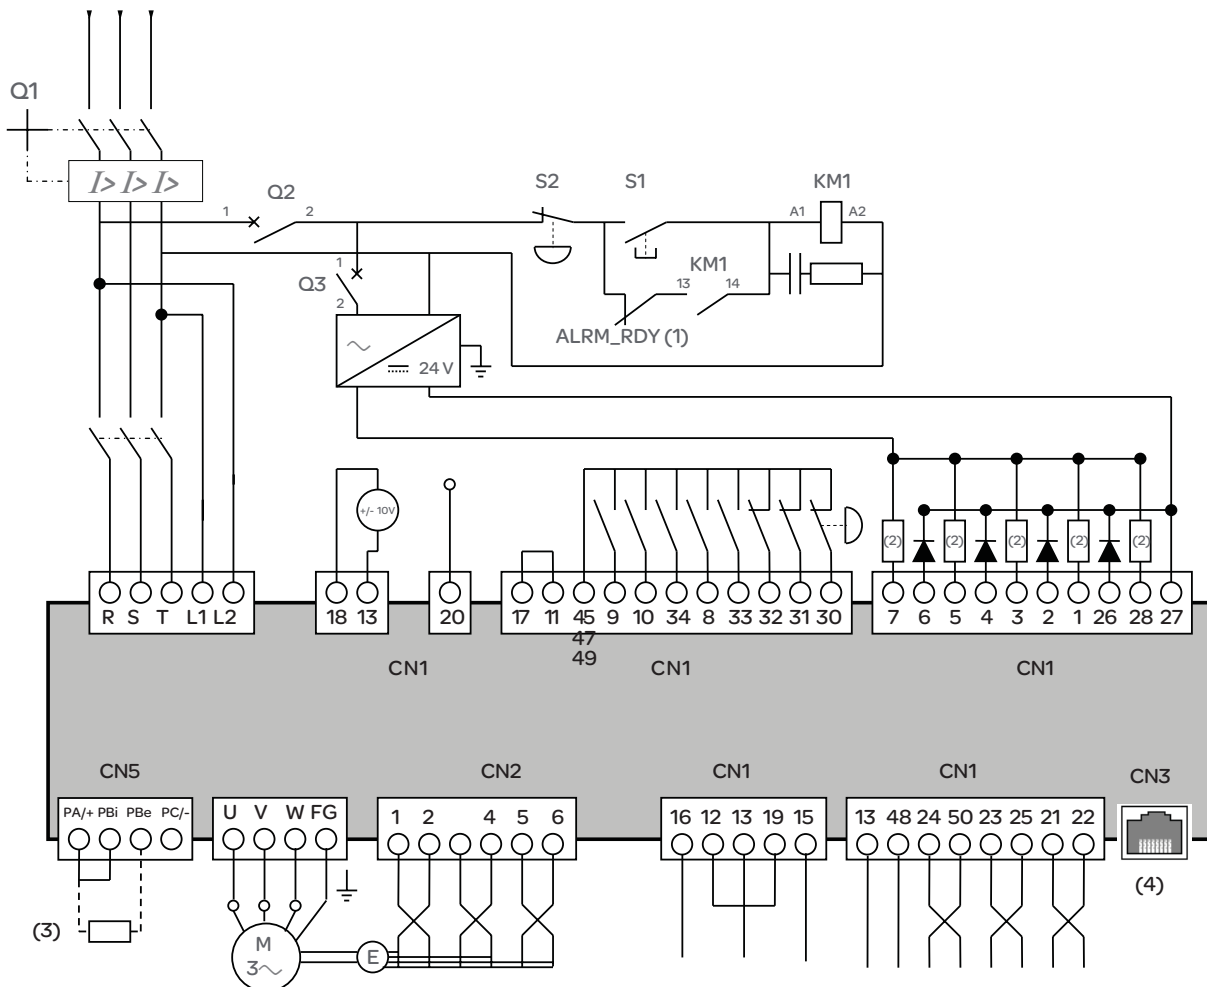 Q1
I> I> I>
1 Q2 2
S2
S1
KM1
A1 A2
1
Q3
2
KM1
13 14
ALRM_RDY (1)
24 V
+/- 10V
(2) (2) (2) (2) (2)
R S T L1 L2
18 13
20
17 11 45 9 10 34 8 33 32 31 30
47
49
7 6 5 4 3 2 1 26 28 27
CN1
CN1
CN1
CN5
CN2
CN1
CN1
CN3
PA/+ PBi PBe PC/-
U V W FG
1 2 4 5 6
16 12 13 19 15
13 48 24 50 23 25 21 22
(4)
(3)
M
3~
E